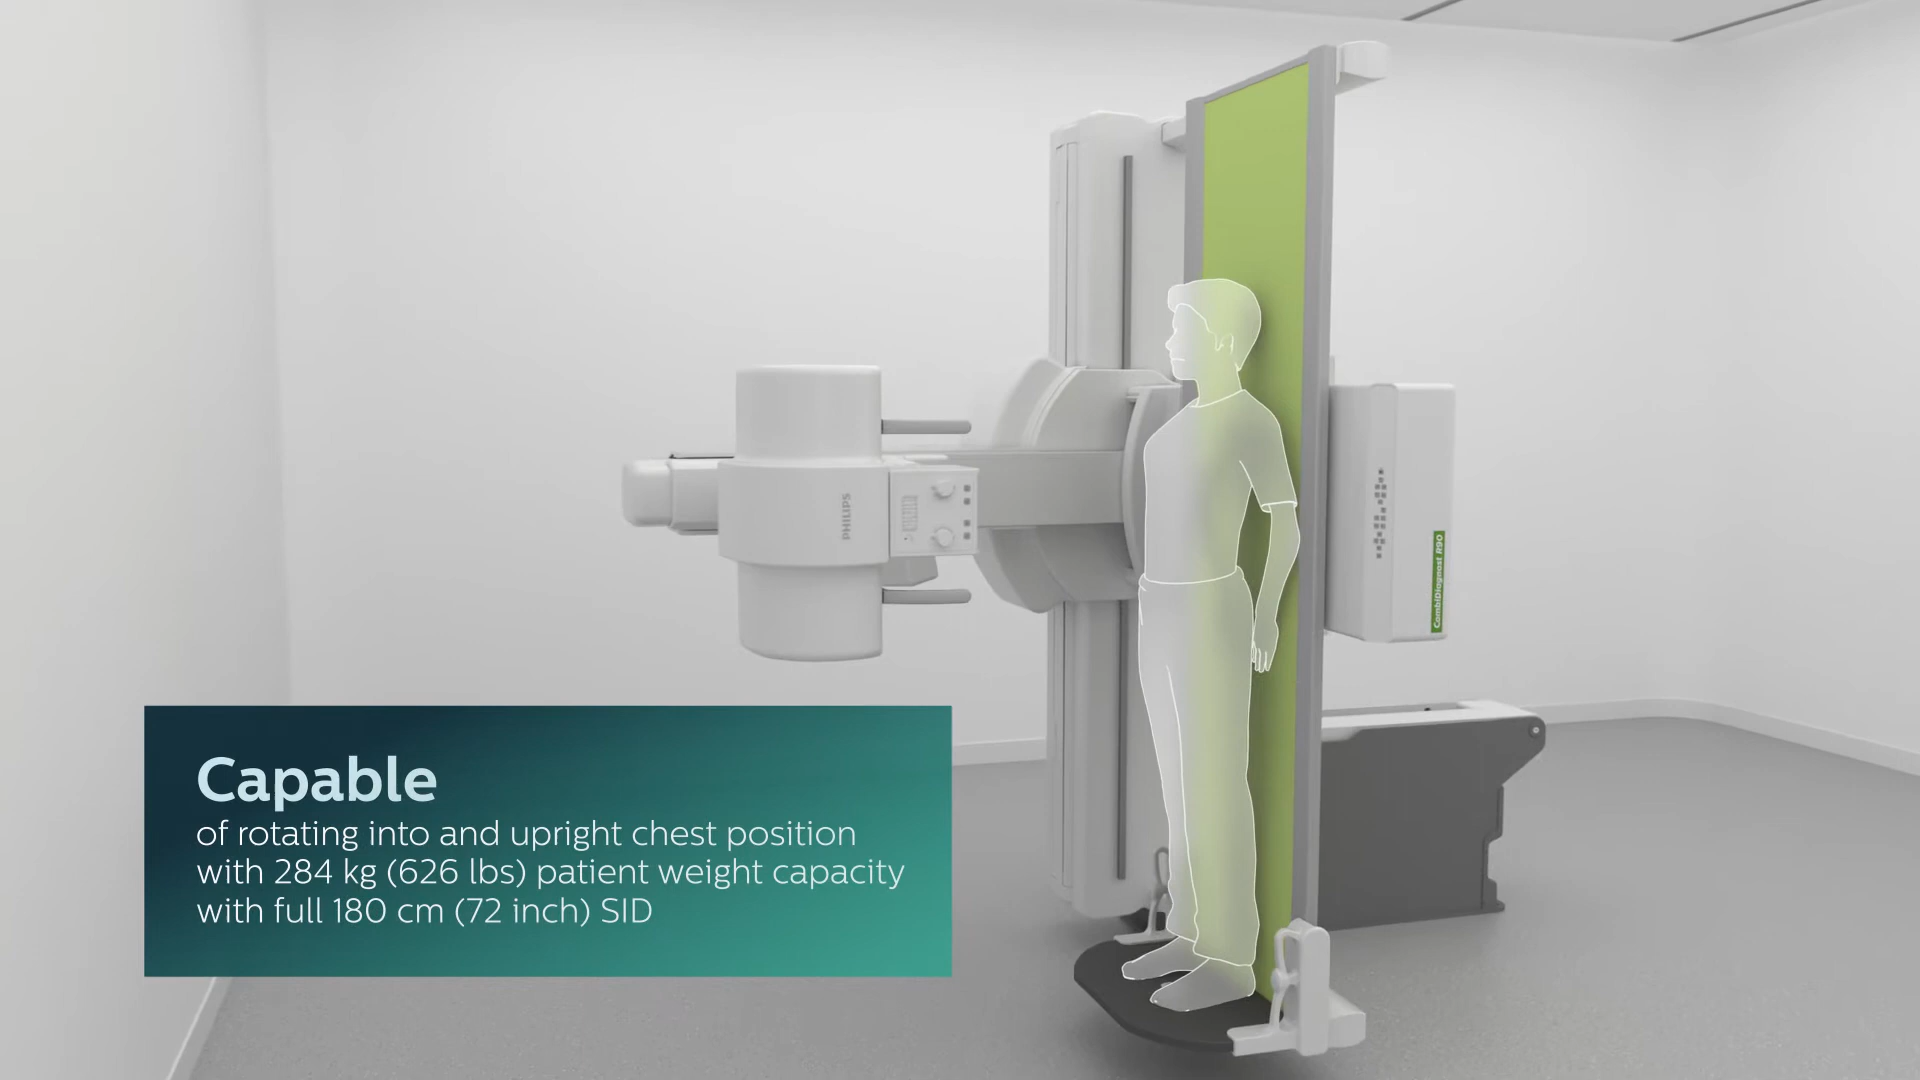 PHILIPS
CombiDiagnost R90
Capable
of rotating into and upright chest position
with 284 kg (626 lbs) patient weight capacity
with full 180 cm (72 inch) SID